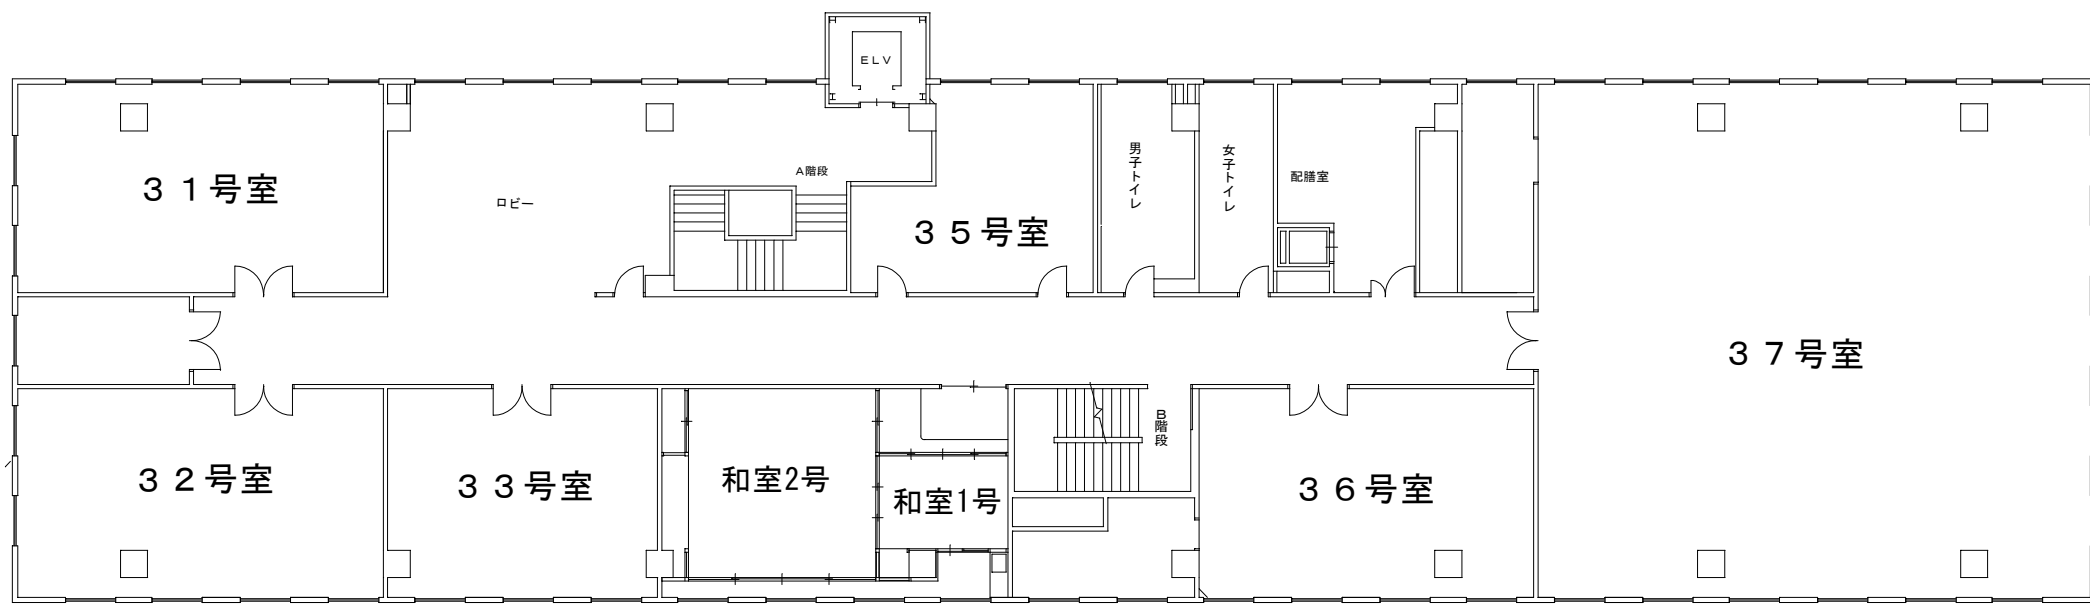 ELV
A階段
31号室
ロビー
35号室
男子トイレ
女子トイレ
配膳室
37号室
32号室
33号室
和室2号
和室1号
B階段
36号室